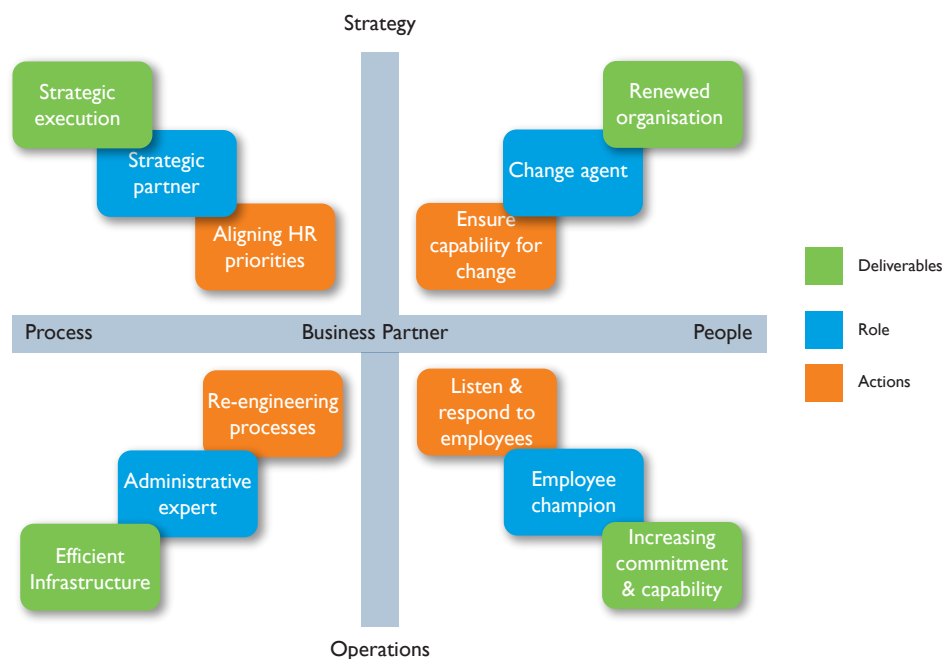 Strategy
Strategic
execution
Strategic
partner
Aligning HR
priorities
Renewed
organisation
Change agent
Ensure
capability for
change
Process
Business Partner
People
Re-engineering
processes
Administrative
expert
Efficient
Infrastructure
Listen &
respond to
employees
Employee
champion
Increasing
commitment
& capability
Operations
Deliverables
Role
Actions